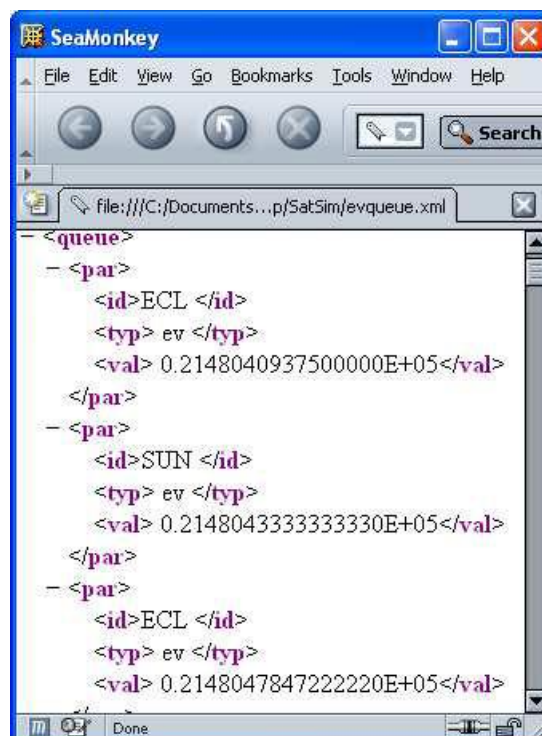 SeaMonkey
File Edit View Go Bookmarks Tools Window Help
Search
file:///C:/Documents...p/SatSim/evqueue.xml
− <queue>
− <par>
<id>ECL </id>
<typ> ev </typ>
<val> 0.2148040937500000E+05</val>
</par>
− <par>
<id>SUN </id>
<typ> ev </typ>
<val> 0.2148043333333330E+05</val>
</par>
− <par>
<id>ECL </id>
<typ> ev </typ>
<val> 0.2148047847222220E+05</val>
Done